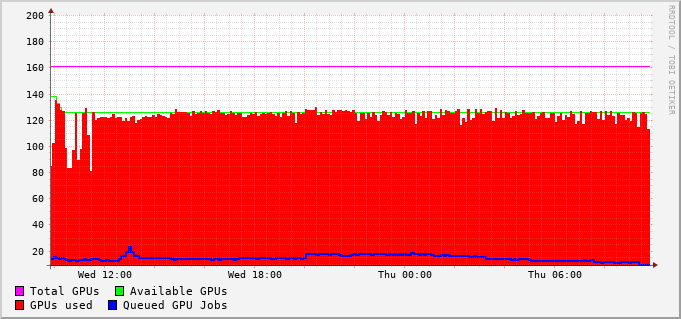 RRDTOOL / TOBI OETIKER
200
180
160
140
120
100
80
60
40
20
Wed 12:00 Wed 18:00 Thu 00:00 Thu 06:00
Total GPUs Available GPUs
GPUs used Queued GPU Jobs